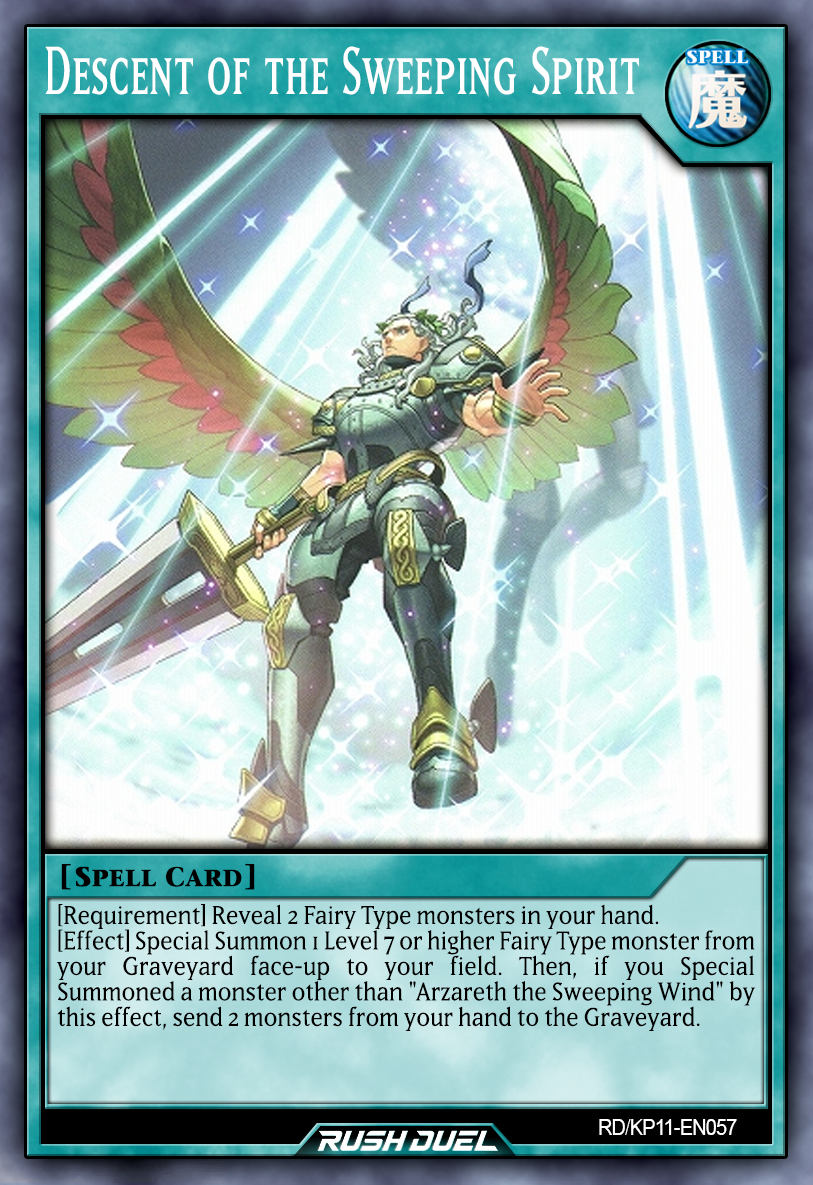 Descent of the Sweeping Spirit
SPELL
魔
[Spell Card]
[Requirement] Reveal 2 Fairy Type monsters in your hand.
[Effect] Special Summon 1 Level 7 or higher Fairy Type monster from
your Graveyard face-up to your field. Then, if you Special
Summoned a monster other than "Arzareth the Sweeping Wind" by
this effect, send 2 monsters from your hand to the Graveyard.
RD/KP11-EN057
RUSH DUEL